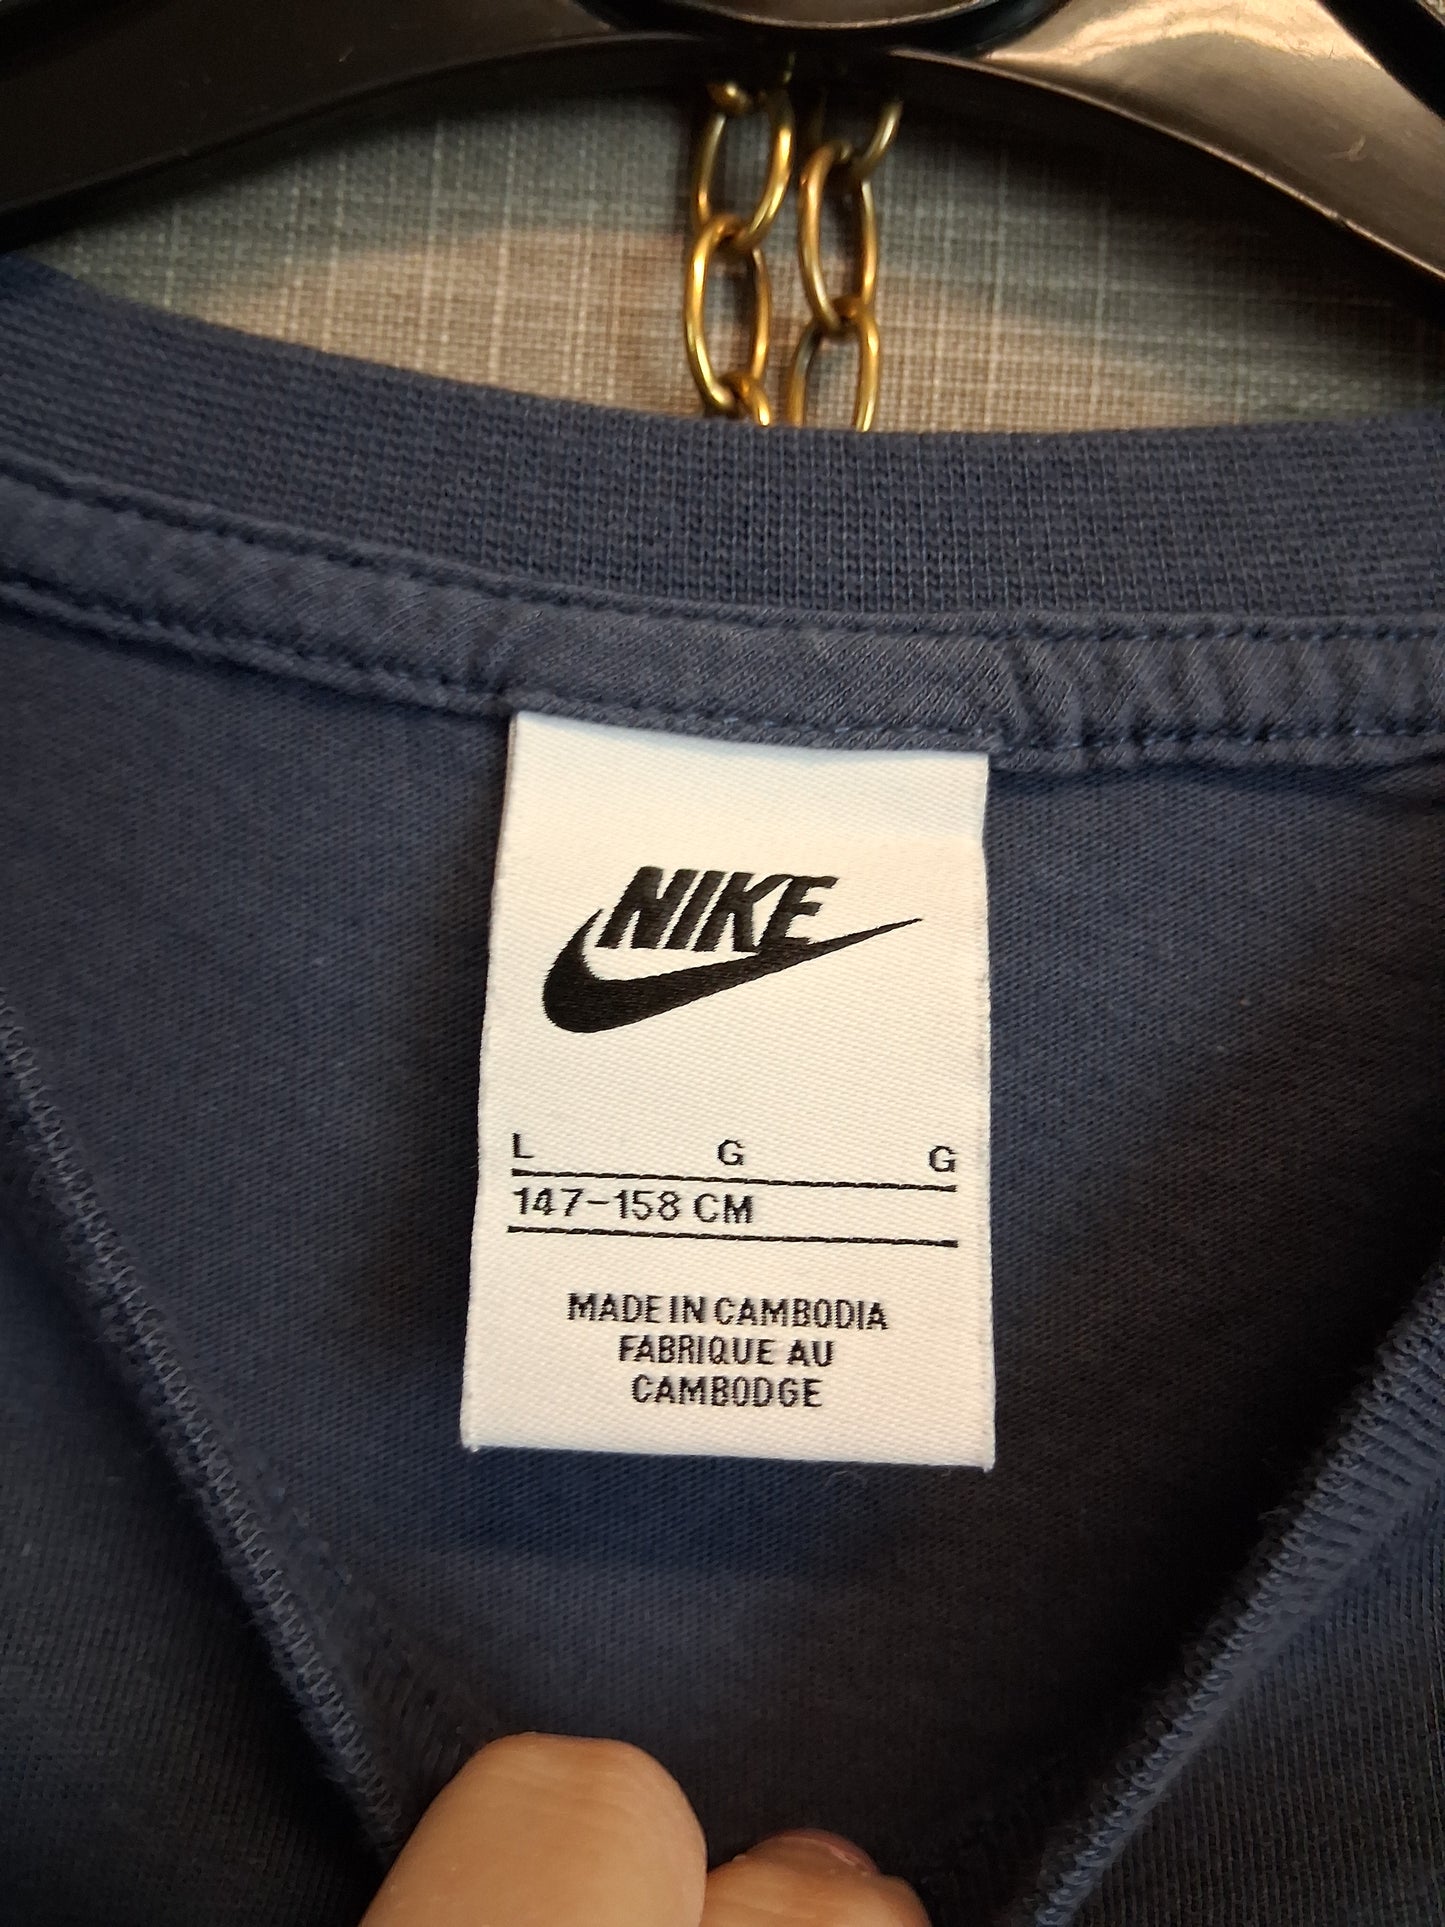 NIKE
L G G
147-158 CM
MADE IN CAMBODIA
FABRIQUE AU
CAMBODGE